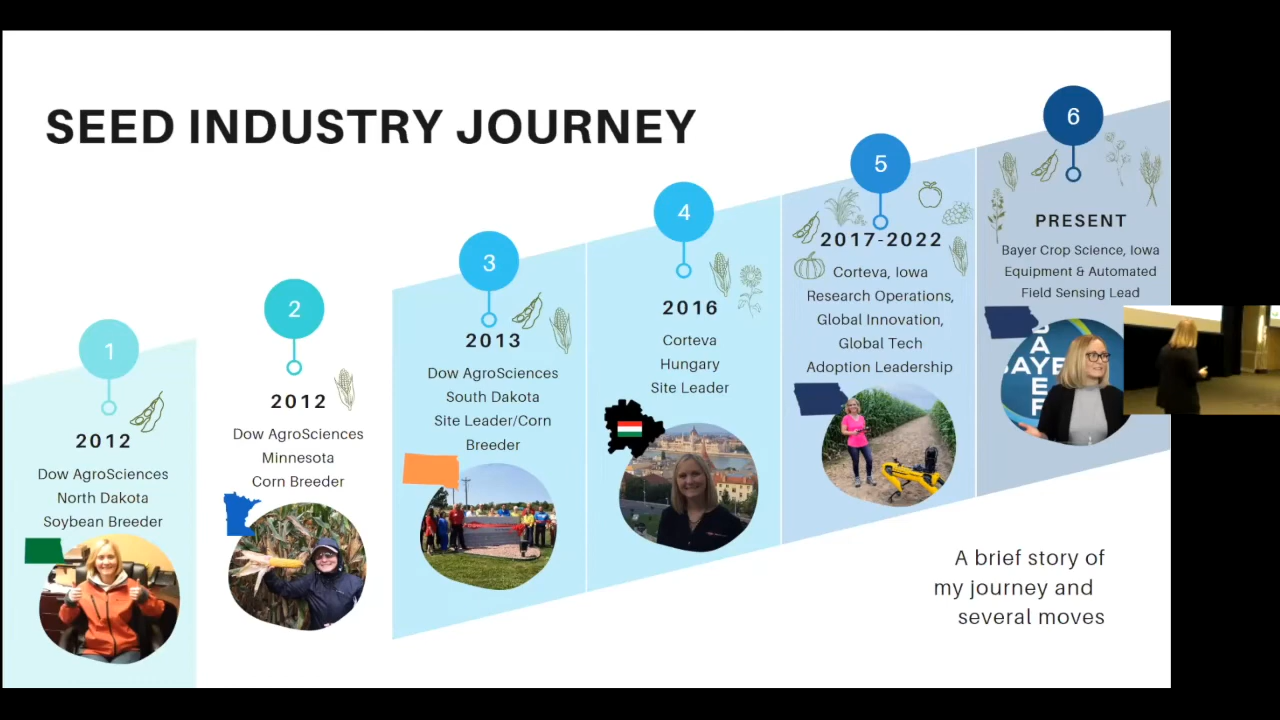 SEED INDUSTRY JOURNEY
1
2012
Dow AgroSciences
North Dakota
Soybean Breeder
2
2012
Dow AgroSciences
Minnesota
Corn Breeder
3
2013
Dow AgroSciences
South Dakota
Site Leader/Corn
Breeder
4
2016
Corteva
Hungary
Site Leader
5
2017-2022
Corteva, Iowa
Research Operations,
Global Innovation,
Global Tech
Adoption Leadership
6
PRESENT
Bayer Crop Science, Iowa
Equipment & Automated
Field Sensing Lead
BAYER
A brief story of
my journey and
several moves